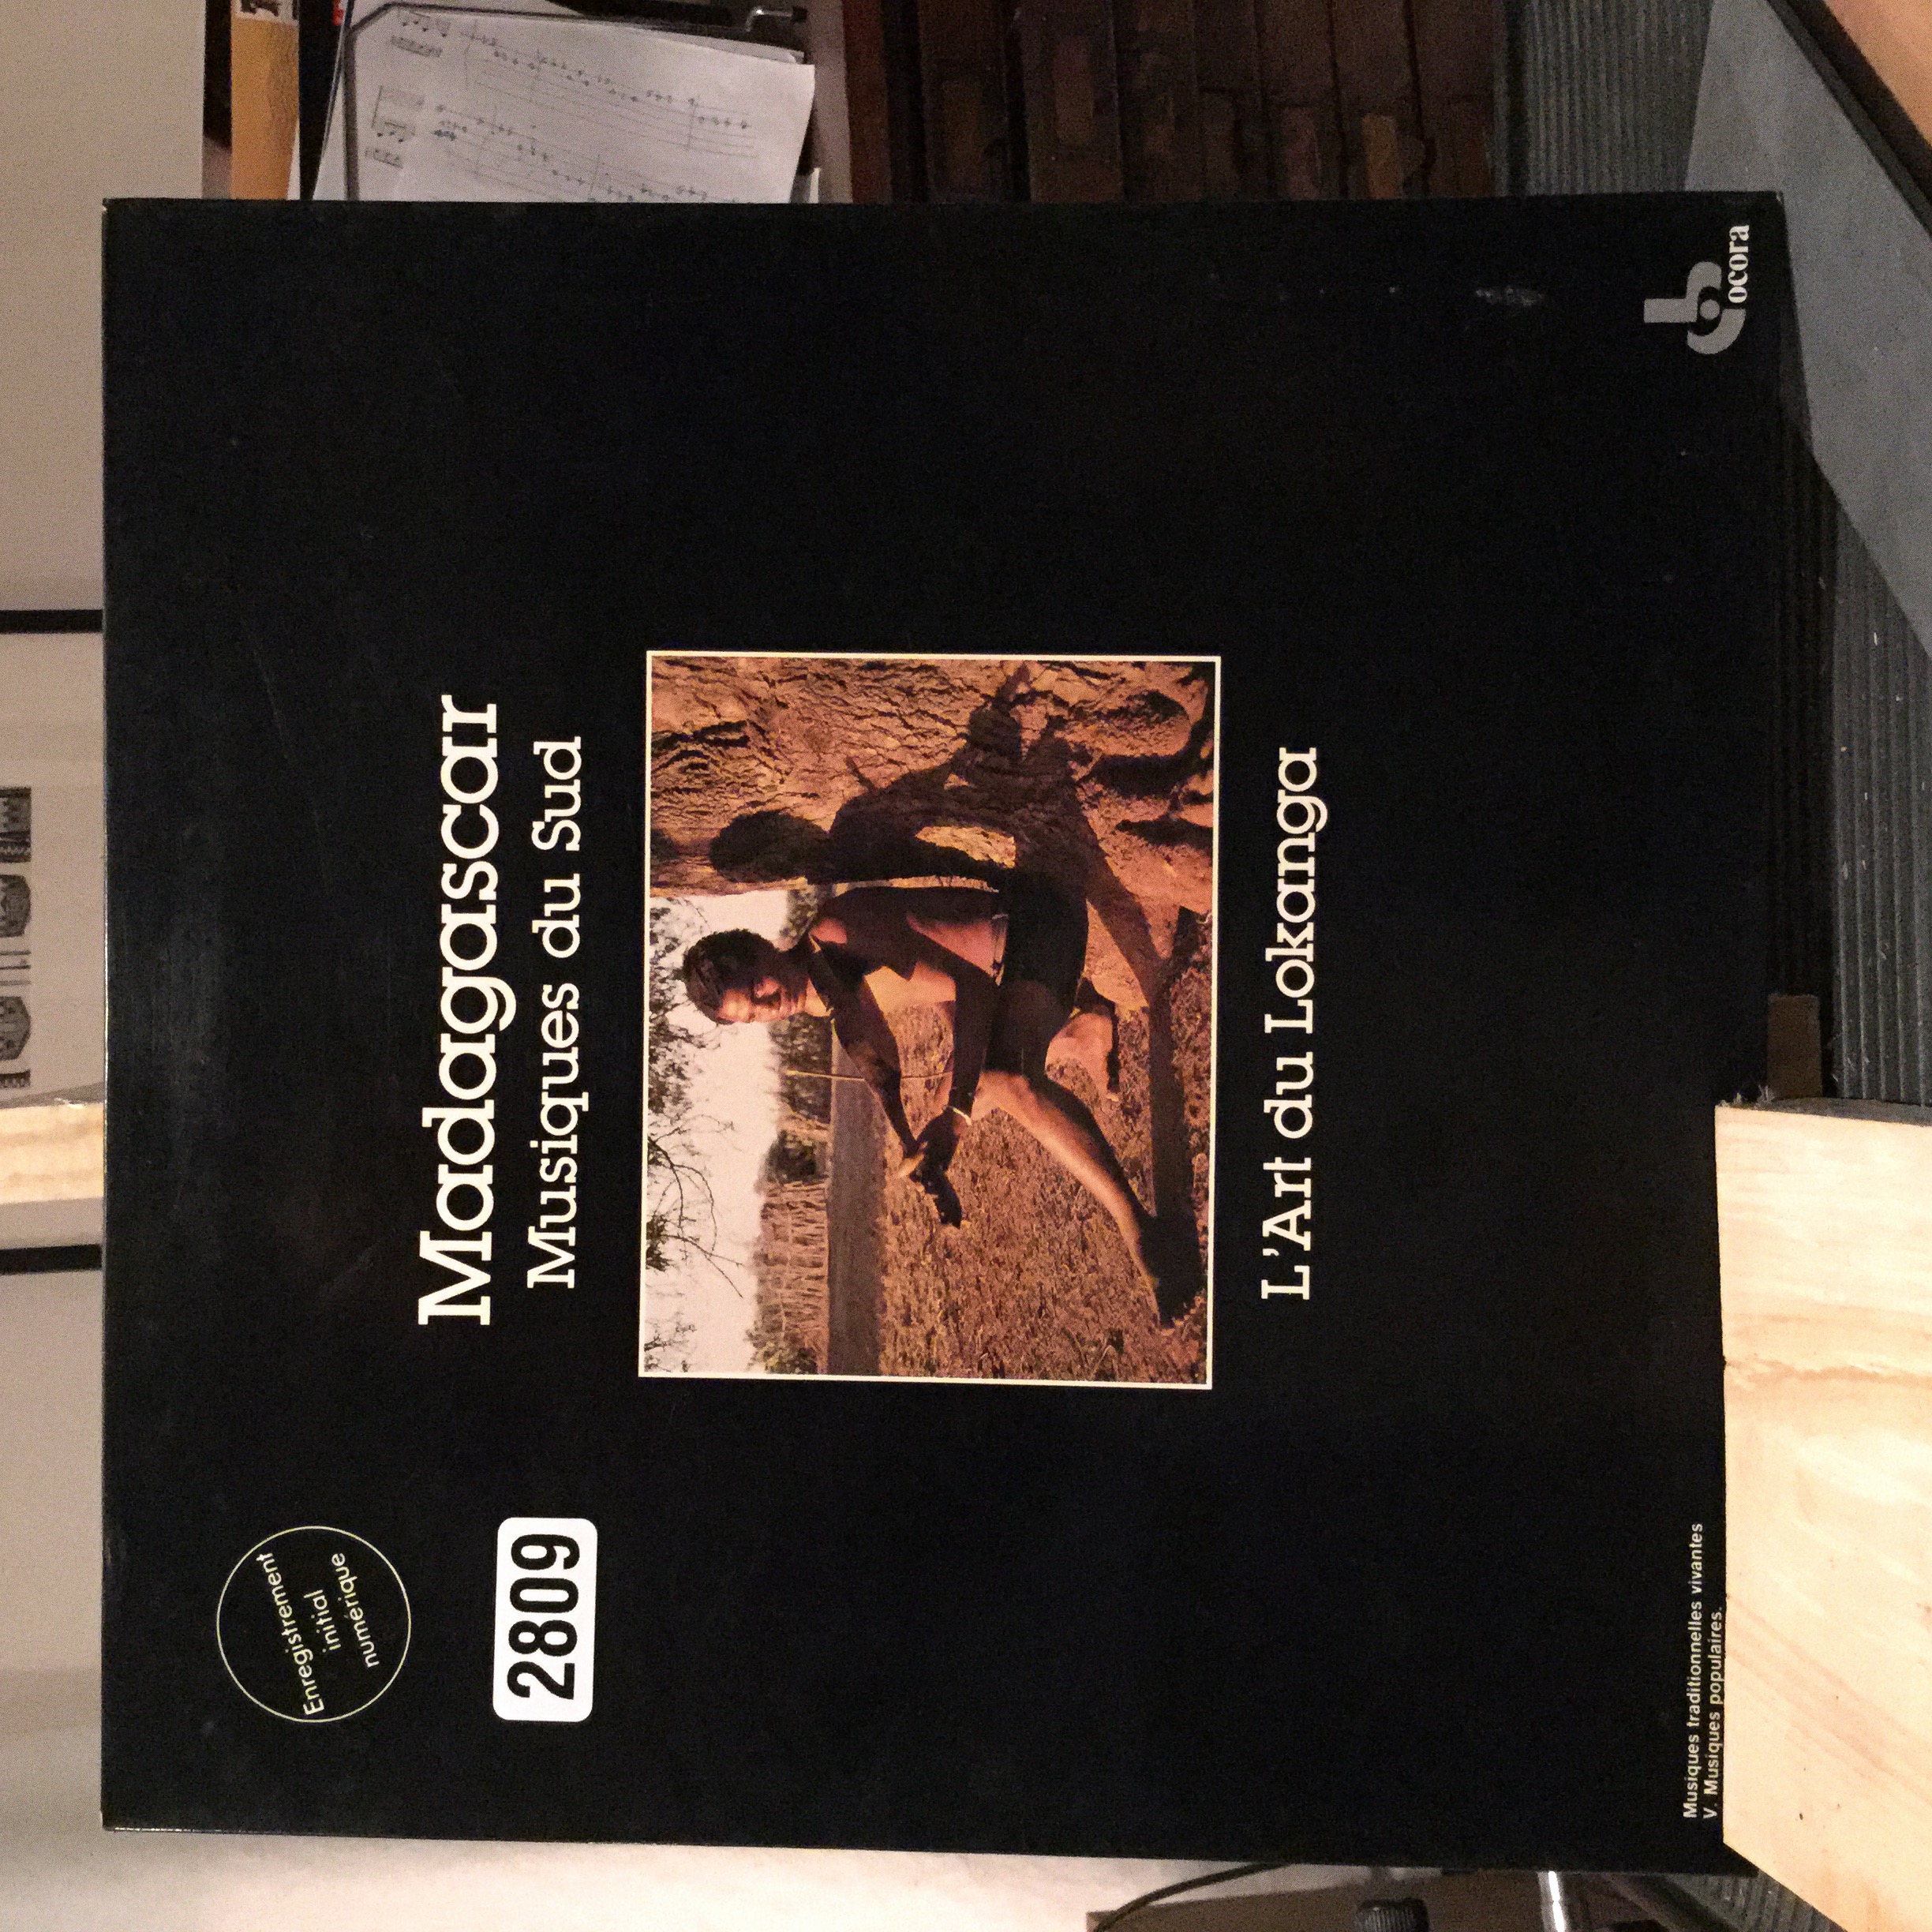 Enregistrement
initial
numérique
2809
Madagascar
Musiques du Sud
L'Art du Lokanga
Musiques traditionnelles vivantes
V. Musiques populaires.
ocora